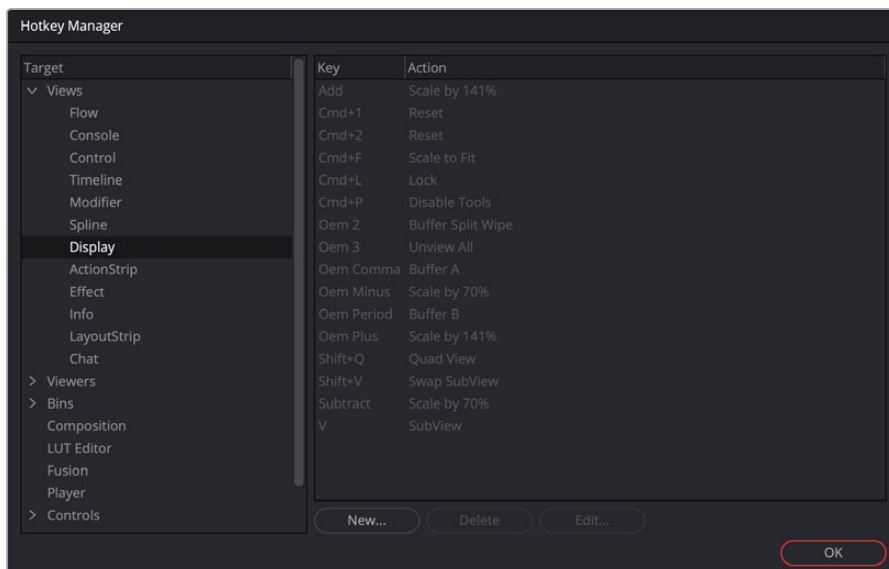 Hotkey Manager
Target
Views
Flow
Console
Control
Timeline
Modifier
Spline
Display
ActionStrip
Effect
Info
LayoutStrip
Chat
Viewers
Bins
Composition
LUT Editor
Fusion
Player
Controls
Key Action
Add Scale by 141%
Cmd+1 Reset
Cmd+2 Reset
Cmd+F Scale to Fit
Cmd+L Lock
Cmd+P Disable Tools
Oem 2 Buffer Split Wipe
Oem 3 Unview All
Oem Comma Buffer A
Oem Minus Scale by 70%
Oem Period Buffer B
Oem Plus Scale by 141%
Shift+Q Quad View
Shift+V Swap SubView
Subtract Scale by 70%
V SubView
New... Delete Edit...
OK